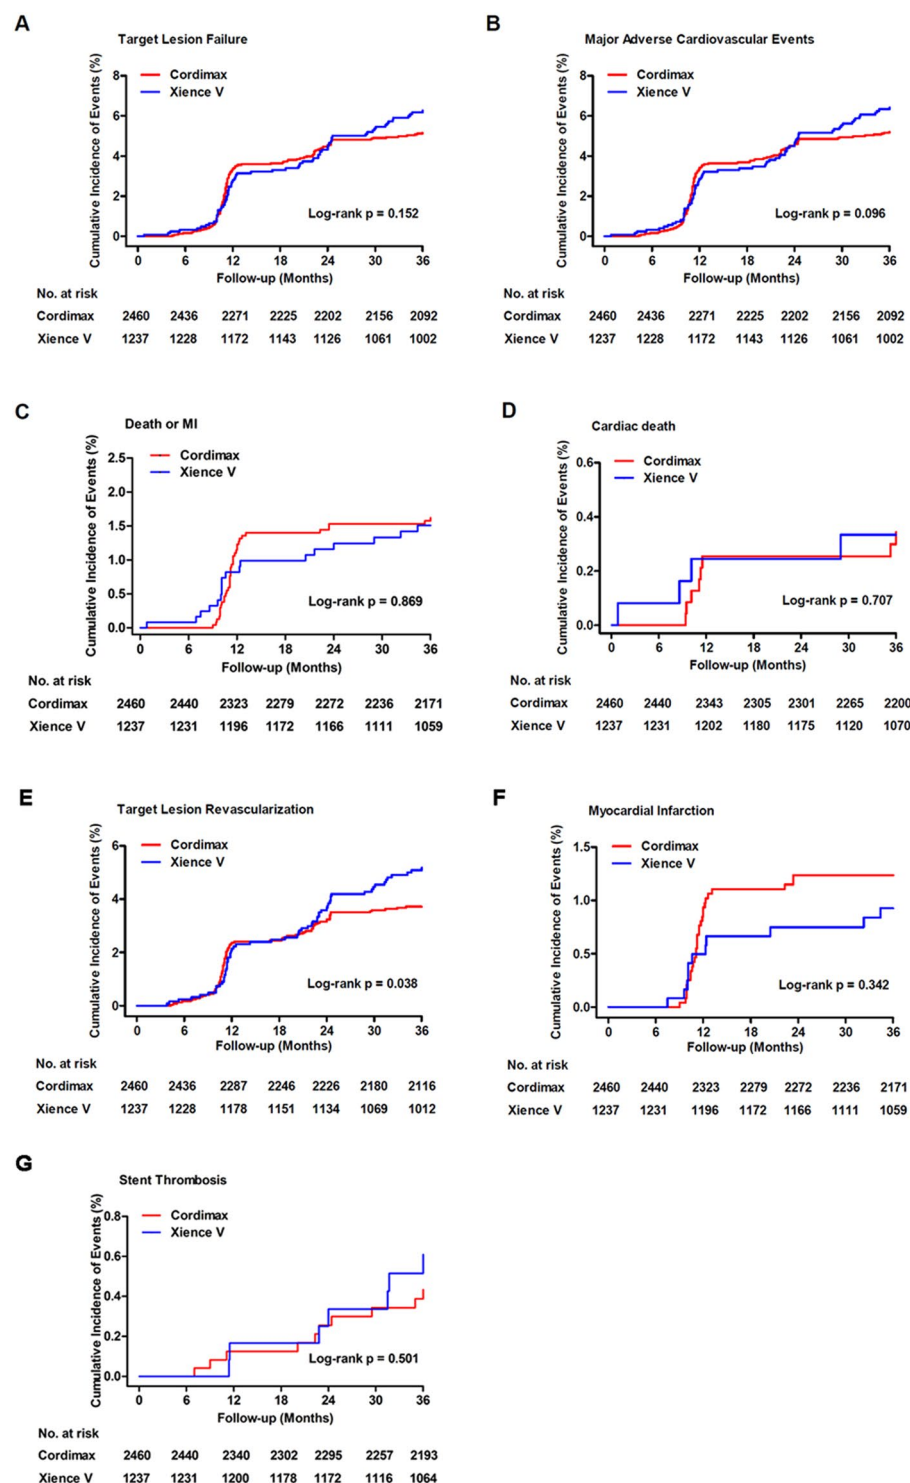 A
Target Lesion Failure
Cumulative Incidence of Events (%)
Cordimax
Xience V
8
6
4
2
0
Log-rank p = 0.152
0 6 12 18 24 30 36
Follow-up (Months)
No. at risk
Cordimax 2460 2436 2271 2225 2202 2156 2092
Xience V 1237 1228 1172 1143 1126 1061 1002
B
Major Adverse Cardiovascular Events
Cumulative Incidence of Events (%)
Cordimax
Xience V
8
6
4
2
0
Log-rank p = 0.096
0 6 12 18 24 30 36
Follow-up (Months)
No. at risk
Cordimax 2460 2436 2271 2225 2202 2156 2092
Xience V 1237 1228 1172 1143 1126 1061 1002
C
Death or MI
Cumulative Incidence of Events (%)
Cordimax
Xience V
2.5
2.0
1.5
1.0
0.5
0.0
Log-rank p = 0.869
0 6 12 18 24 30 36
Follow-up (Months)
No. at risk
Cordimax 2460 2440 2323 2279 2272 2236 2171
Xience V 1237 1231 1196 1172 1166 1111 1059
D
Cardiac death
Cumulative Incidence of Events (%)
Cordimax
Xience V
0.6
0.4
0.2
0.0
Log-rank p = 0.707
0 6 12 18 24 30 36
Follow-up (Months)
No. at risk
Cordimax 2460 2440 2343 2305 2301 2265 2200
Xience V 1237 1231 1202 1180 1175 1120 1070
E
Target Lesion Revascularization
Cumulative Incidence of Events (%)
Cordimax
Xience V
6
4
2
0
Log-rank p = 0.038
0 6 12 18 24 30 36
Follow-up (Months)
No. at risk
Cordimax 2460 2436 2287 2246 2226 2180 2116
Xience V 1237 1228 1178 1151 1134 1069 1012
F
Myocardial Infarction
Cumulative Incidence of Events (%)
Cordimax
Xience V
1.5
1.0
0.5
0.0
Log-rank p = 0.342
0 6 12 18 24 30 36
Follow-up (Months)
No. at risk
Cordimax 2460 2440 2323 2279 2272 2236 2171
Xience V 1237 1231 1196 1172 1166 1111 1059
G
Stent Thrombosis
Cumulative Incidence of Events (%)
Cordimax
Xience V
0.8
0.6
0.4
0.2
0.0
Log-rank p = 0.501
0 6 12 18 24 30 36
Follow-up (Months)
No. at risk
Cordimax 2460 2440 2340 2302 2295 2257 2193
Xience V 1237 1231 1200 1178 1172 1116 1064